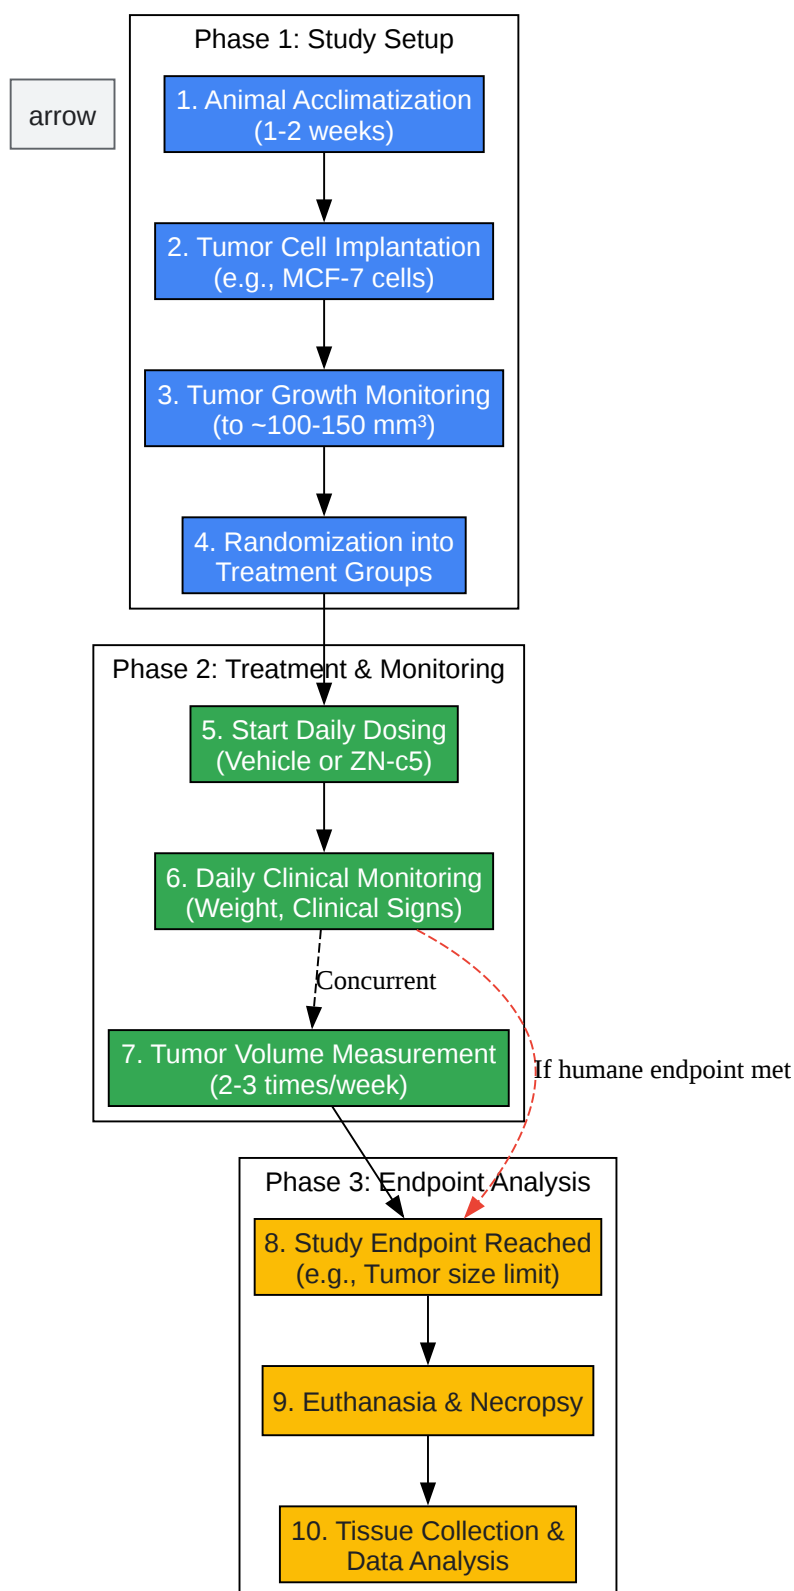 Phase 1: Study Setup
arrow
1. Animal Acclimatization
(1-2 weeks)
2. Tumor Cell Implantation
(e.g., MCF-7 cells)
3. Tumor Growth Monitoring
(to ~100-150 mm³)
4. Randomization into
Treatment Groups
Phase 2: Treatment & Monitoring
5. Start Daily Dosing
(Vehicle or ZN-c5)
6. Daily Clinical Monitoring
(Weight, Clinical Signs)
Concurrent
7. Tumor Volume Measurement
(2-3 times/week)
If humane endpoint met
Phase 3: Endpoint Analysis
8. Study Endpoint Reached
(e.g., Tumor size limit)
9. Euthanasia & Necropsy
10. Tissue Collection &
Data Analysis